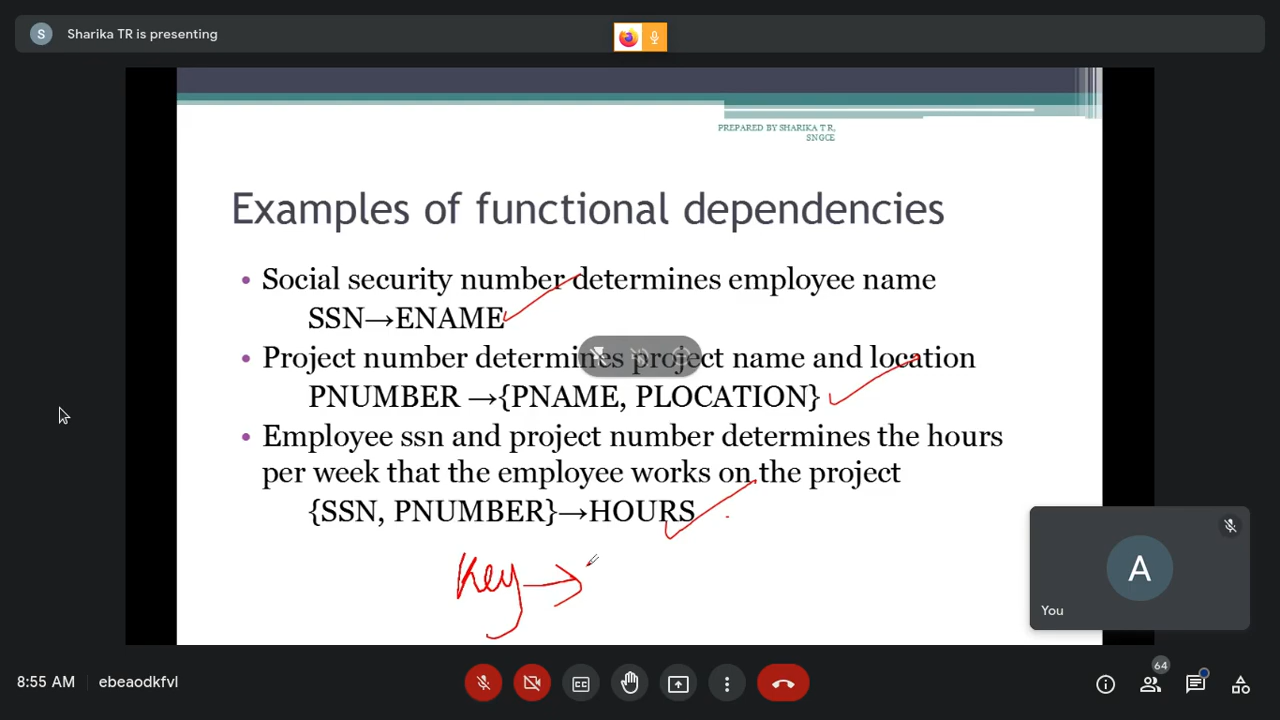 S Sharika TR is presenting
PREPARED BY SHARIKA T R,
SNGCE
Examples of functional dependencies
• Social security number determines employee name
SSN→ENAME
• Project number determines project name and location
PNUMBER →{PNAME, PLOCATION}
• Employee ssn and project number determines the hours
per week that the employee works on the project
{SSN, PNUMBER}→HOURS
Key→
A
You
8:55 AM ebeaodkfvl
CC
64